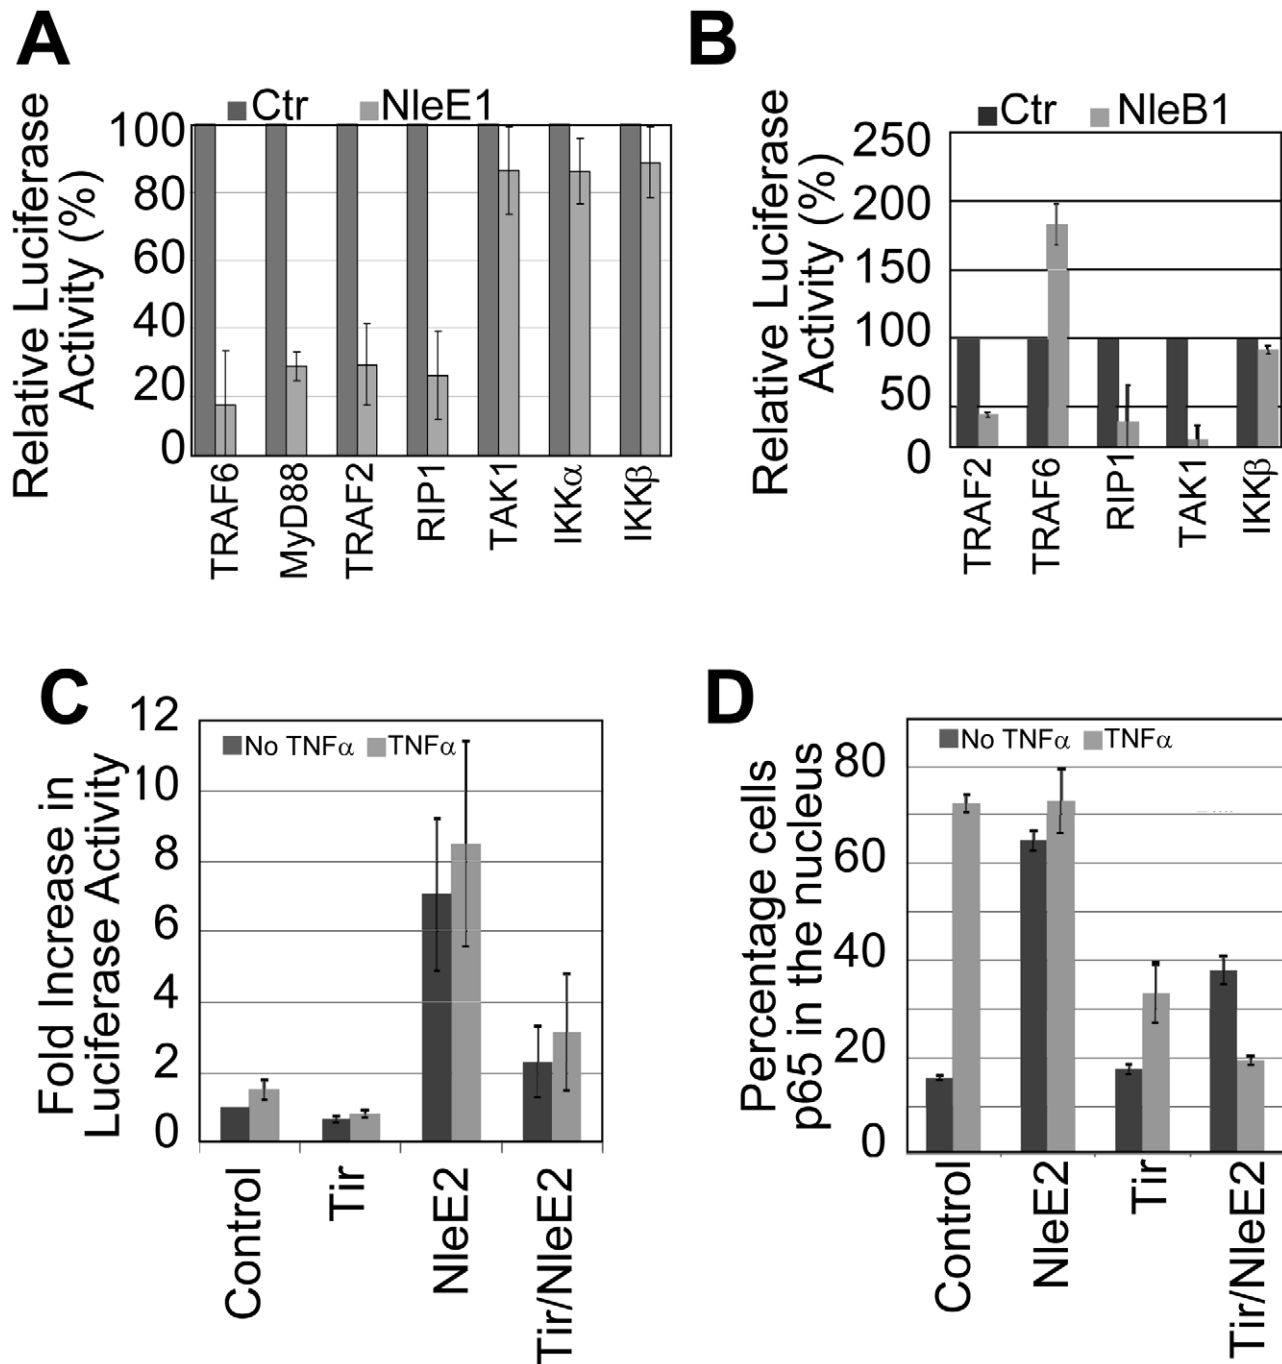 A
Ctr NleE1
Relative Luciferase
Activity (%)
100
80
60
40
20
0
TRAF6
MyD88
TRAF2
RIP1
TAK1
IKKα
IKKβ
B
Ctr NleB1
Relative Luciferase
Activity (%)
250
200
150
100
50
0
TRAF2
TRAF6
RIP1
TAK1
IKKβ
C
No TNFα TNFα
Fold Increase in
Luciferase Activity
12
10
8
6
4
2
0
Control
Tir
NleE2
Tir/NleE2
D
No TNFα TNFα
Percentage cells
p65 in the nucleus
80
60
40
20
0
Control
NleE2
Tir
Tir/NleE2